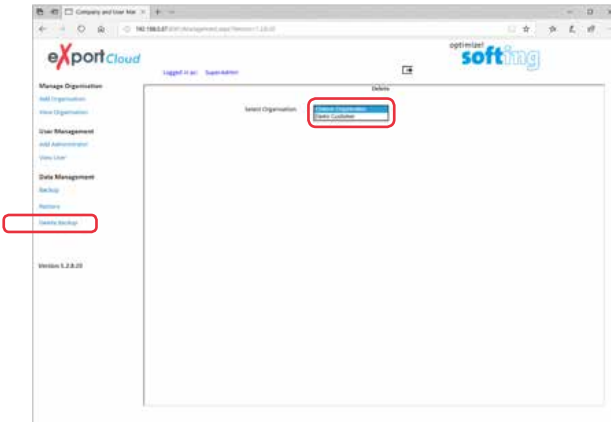 Company and User Mar
eXport Cloud
optimize!
softing
Logged in as: SuperAdmin
Manage Organisation
Add Organisation
View Organisation
User Management
Add Administrator
View User
Data Management
Backup
Restore
Delete Backup
Version 5.2.8.20
Delete
Select Organisation:
Choose Organisation
Demo Customer